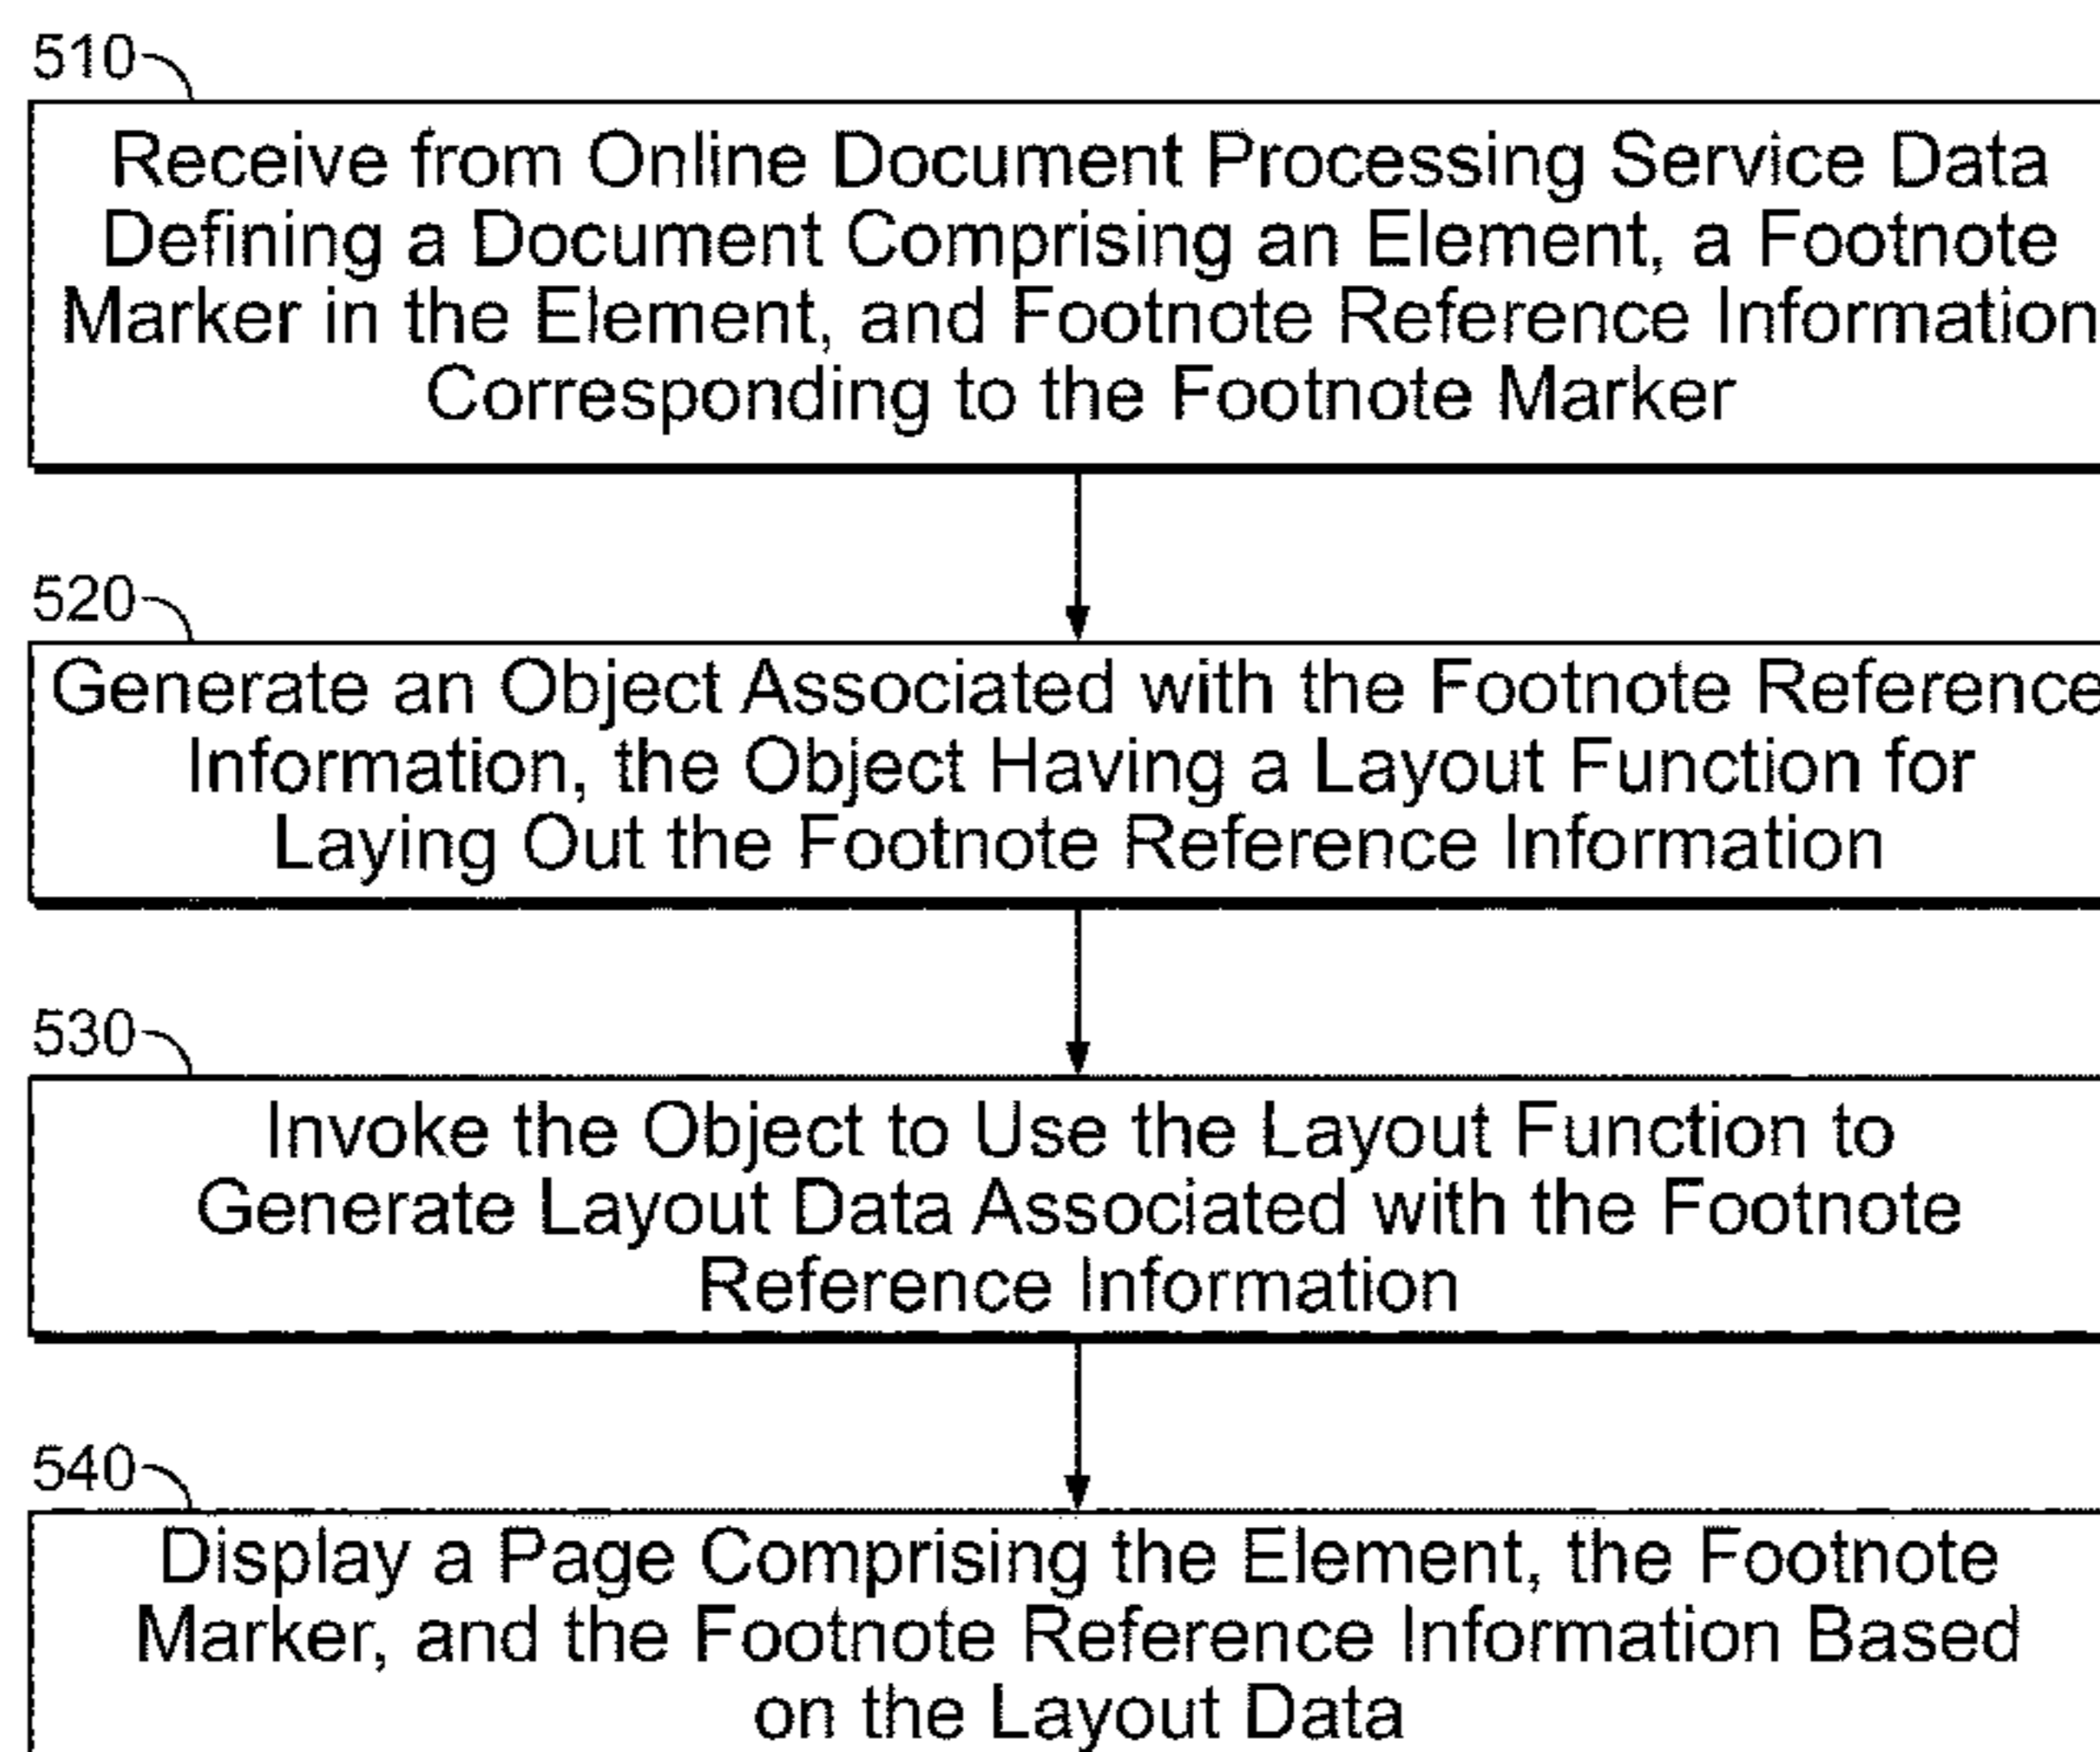 510
Receive from Online Document Processing Service Data
Defining a Document Comprising an Element, a Footnote
Marker in the Element, and Footnote Reference Information
Corresponding to the Footnote Marker
520
Generate an Object Associated with the Footnote Reference
Information, the Object Having a Layout Function for
Laying Out the Footnote Reference Information
530
Invoke the Object to Use the Layout Function to
Generate Layout Data Associated with the Footnote
Reference Information
540
Display a Page Comprising the Element, the Footnote
Marker, and the Footnote Reference Information Based
on the Layout Data